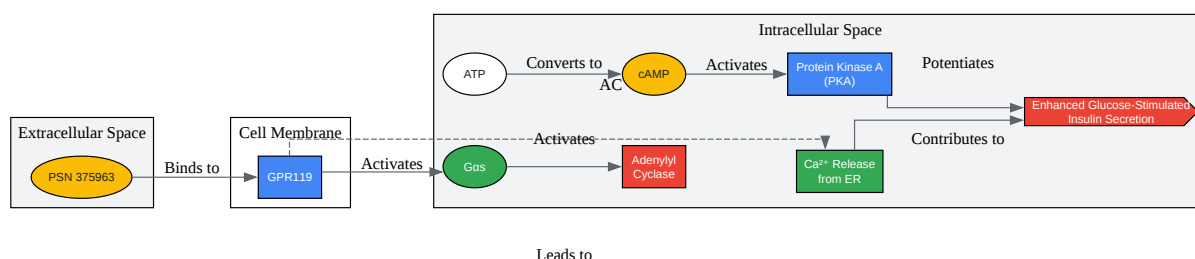 Intracellular Space
ATP
Converts to
AC
cAMP
Activates
Protein Kinase A
(PKA)
Potentiates
Enhanced Glucose-Stimulated
Insulin Secretion
Extracellular Space
PSN 375963
Binds to
Cell Membrane
GPR119
Activates
Gαs
Activates
Adenylyl
Cyclase
Ca²⁺ Release
from ER
Contributes to
Leads to